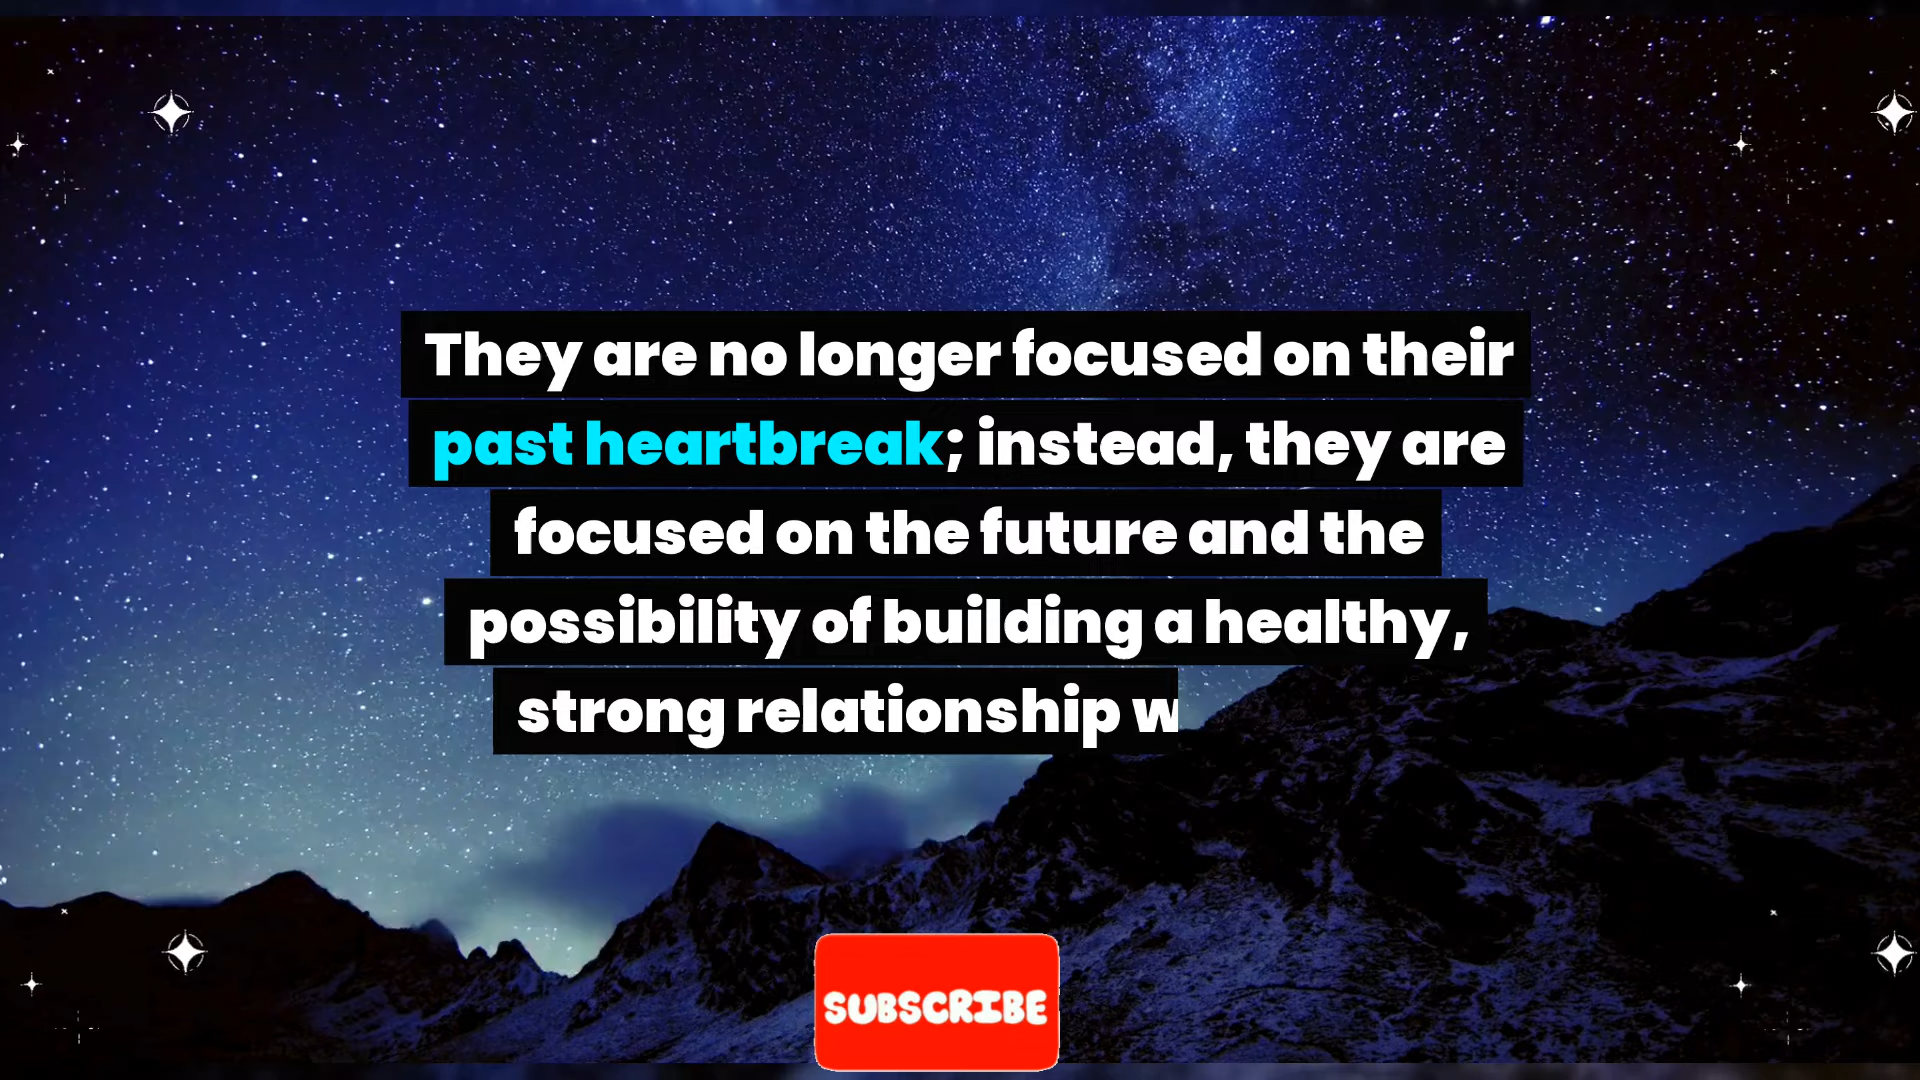 They are no longer focused on their
past heartbreak; instead, they are
focused on the future and the
possibility of building a healthy,
strong relationship w
SUBSCRIBE